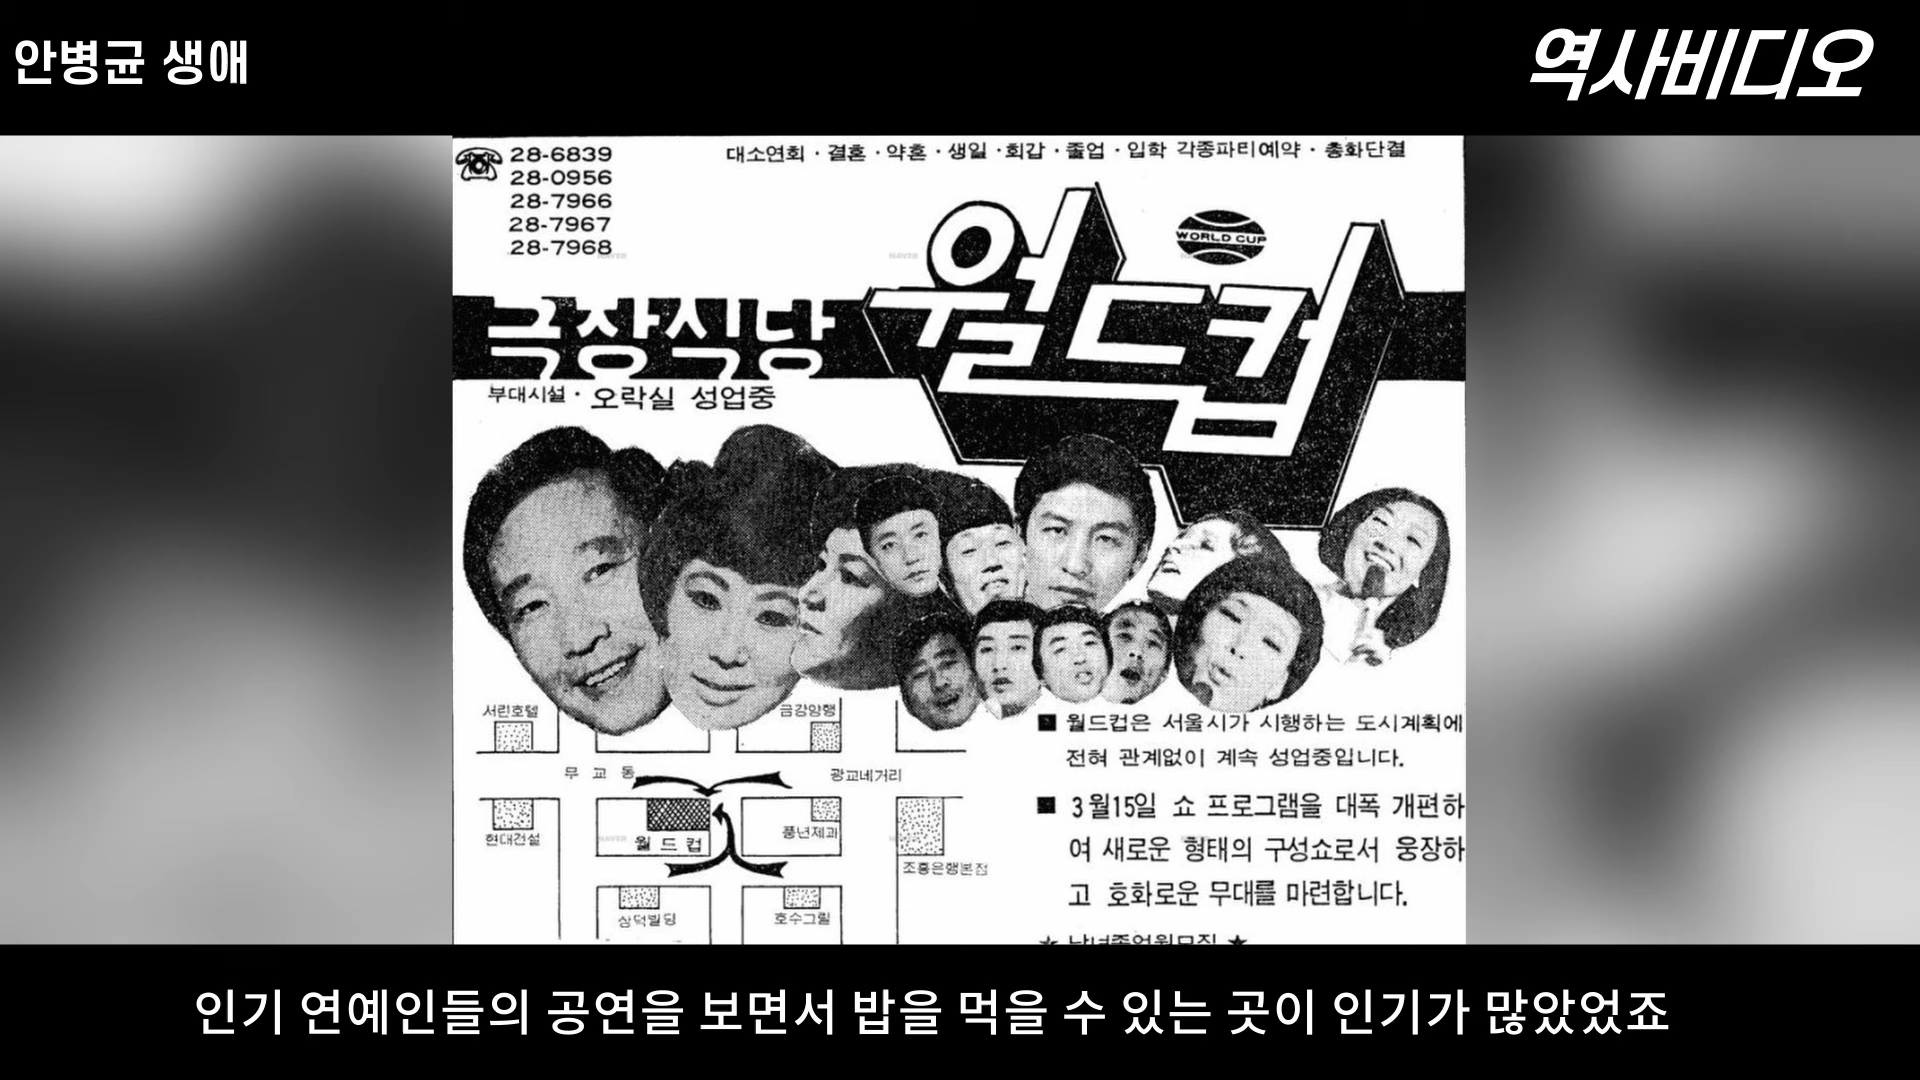 안병균 생애
역사비디오
28-6839
28-0956
28-7966
28-7967
28-7968
대소연회·결혼·약혼·생일·회갑·졸업·입학 각종파티예약·총화단결
WORLD CUP
월드컵
극장식당
부대시설·오락실 성업중
NAVER
NAVER
NAVER
서린호텔
금강양행
무교동
광교네거리
현대건설
월드컵
풍년제과
조흥은행본점
상덕빌딩
호수그릴
NAVER
NAVER
NAVER
■ 월드컵은 서울시가 시행하는 도시계획에
전혀 관계없이 계속 성업중입니다.
■ 3월15일 쇼 프로그램을 대폭 개편하
여 새로운 형태의 구성쇼로서 웅장하
고 호화로운 무대를 마련합니다.
인기 연예인들의 공연을 보면서 밥을 먹을 수 있는 곳이 인기가 많았었죠